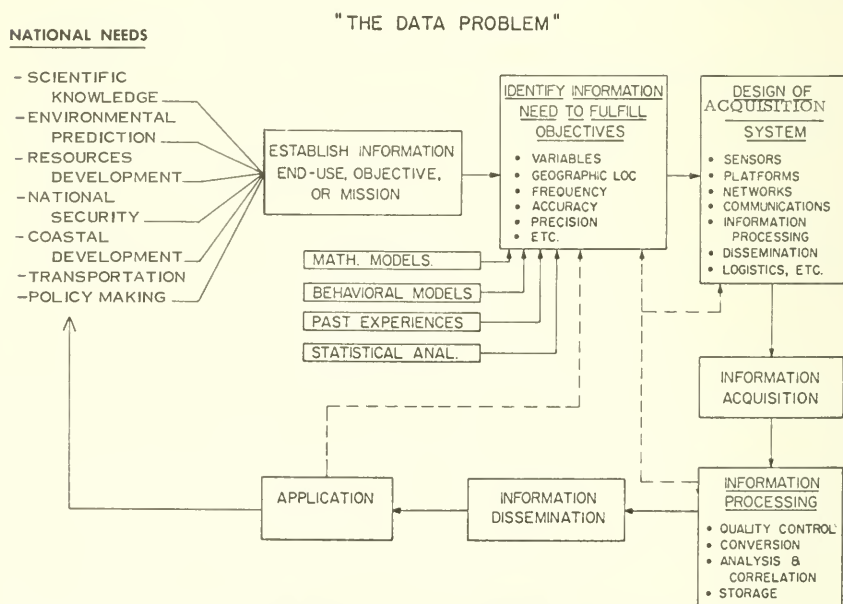 "THE DATA PROBLEM"
NATIONAL NEEDS
- SCIENTIFIC
KNOWLEDGE
- ENVIRONMENTAL
PREDICTION
- RESOURCES
DEVELOPMENT
- NATIONAL
SECURITY
- COASTAL
DEVELOPMENT
- TRANSPORTATION
- POLICY MAKING
ESTABLISH INFORMATION
END-USE, OBJECTIVE,
OR MISSION
IDENTIFY INFORMATION
NEED TO FULFILL
OBJECTIVES
• VARIABLES
• GEOGRAPHIC LOC
• FREQUENCY
• ACCURACY
• PRECISION
• ETC.
DESIGN OF
ACQUISITION
SYSTEM
• SENSORS
• PLATFORMS
• NETWORKS
• COMMUNICATIONS
• INFORMATION
PROCESSING
• DISSEMINATION
• LOGISTICS, ETC.
MATH. MODELS.
BEHAVIORAL MODELS
PAST EXPERIENCES
STATISTICAL ANAL.
INFORMATION
ACQUISITION
INFORMATION
PROCESSING
• QUALITY CONTROL
• CONVERSION
• ANALYSIS &
CORRELATION
• STORAGE
INFORMATION
DISSEMINATION
APPLICATION